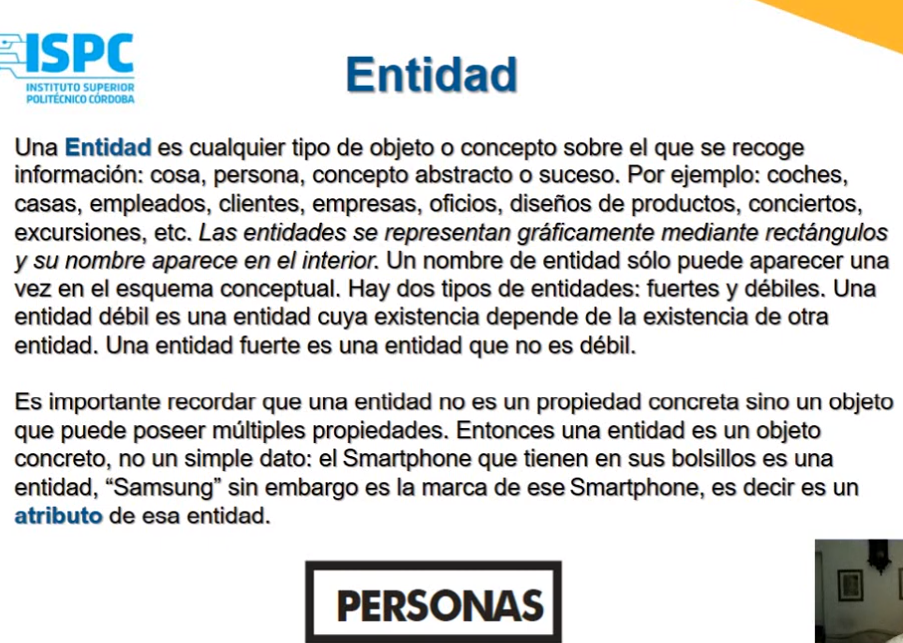 ISPC
INSTITUTO SUPERIOR
POLITÉCNICO CÓRDOBA
Entidad
Una Entidad es cualquier tipo de objeto o concepto sobre el que se recoge
información: cosa, persona, concepto abstracto o suceso. Por ejemplo: coches,
casas, empleados, clientes, empresas, oficios, diseños de productos, conciertos,
excursiones, etc. Las entidades se representan gráficamente mediante rectángulos
y su nombre aparece en el interior. Un nombre de entidad sólo puede aparecer una
vez en el esquema conceptual. Hay dos tipos de entidades: fuertes y débiles. Una
entidad débil es una entidad cuya existencia depende de la existencia de otra
entidad. Una entidad fuerte es una entidad que no es débil.
Es importante recordar que una entidad no es un propiedad concreta sino un objeto
que puede poseer múltiples propiedades. Entonces una entidad es un objeto
concreto, no un simple dato: el Smartphone que tienen en sus bolsillos es una
entidad, “Samsung” sin embargo es la marca de ese Smartphone, es decir es un
atributo de esa entidad.
PERSONAS